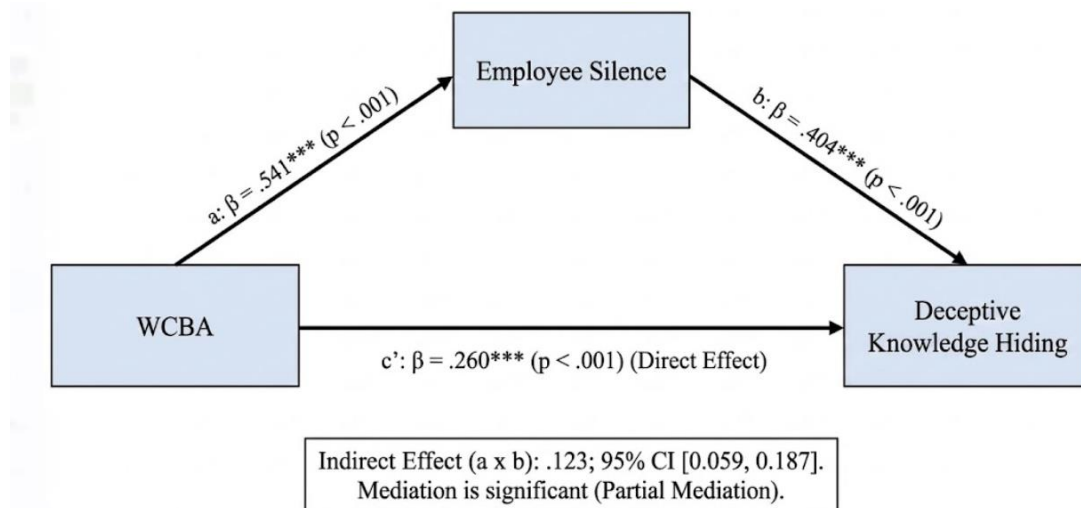 Employee Silence
a: β = .541*** (p < .001)
b: β = .404*** (p < .001)
WCBA
Deceptive
Knowledge Hiding
c’: β = .260*** (p < .001) (Direct Effect)
Indirect Effect (a x b): .123; 95% CI [0.059, 0.187].
Mediation is significant (Partial Mediation).